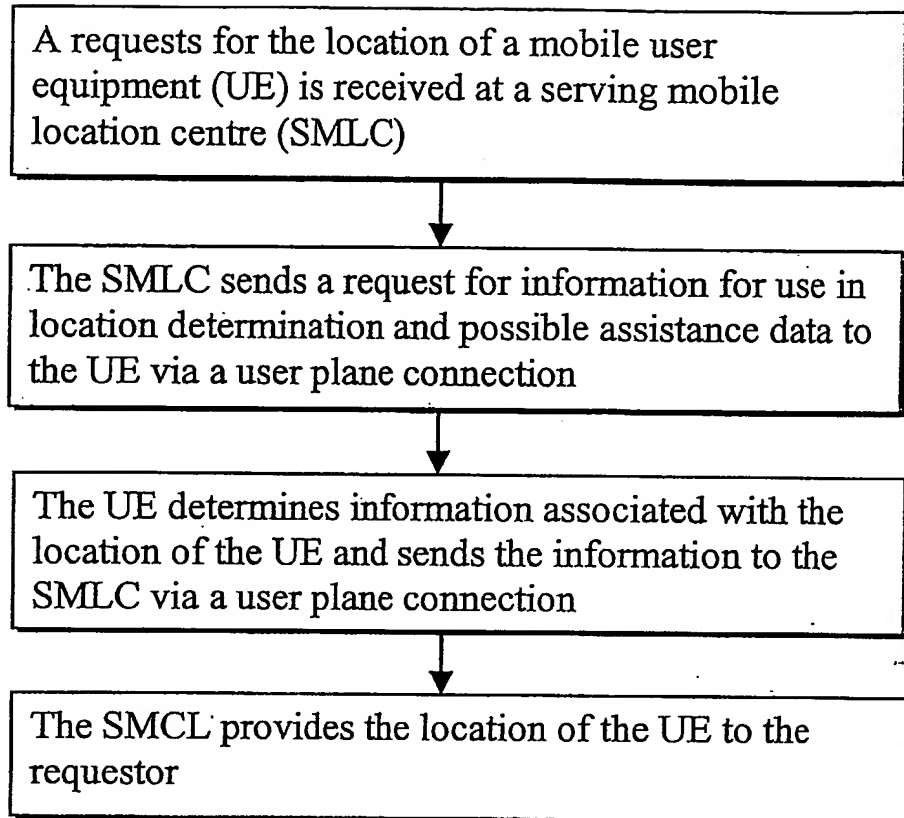 A requests for the location of a mobile user
equipment (UE) is received at a serving mobile
location centre (SMLC)
The SMLC sends a request for information for use in
location determination and possible assistance data to
the UE via a user plane connection
The UE determines information associated with the
location of the UE and sends the information to the
SMLC via a user plane connection
The SMCL provides the location of the UE to the
requestor